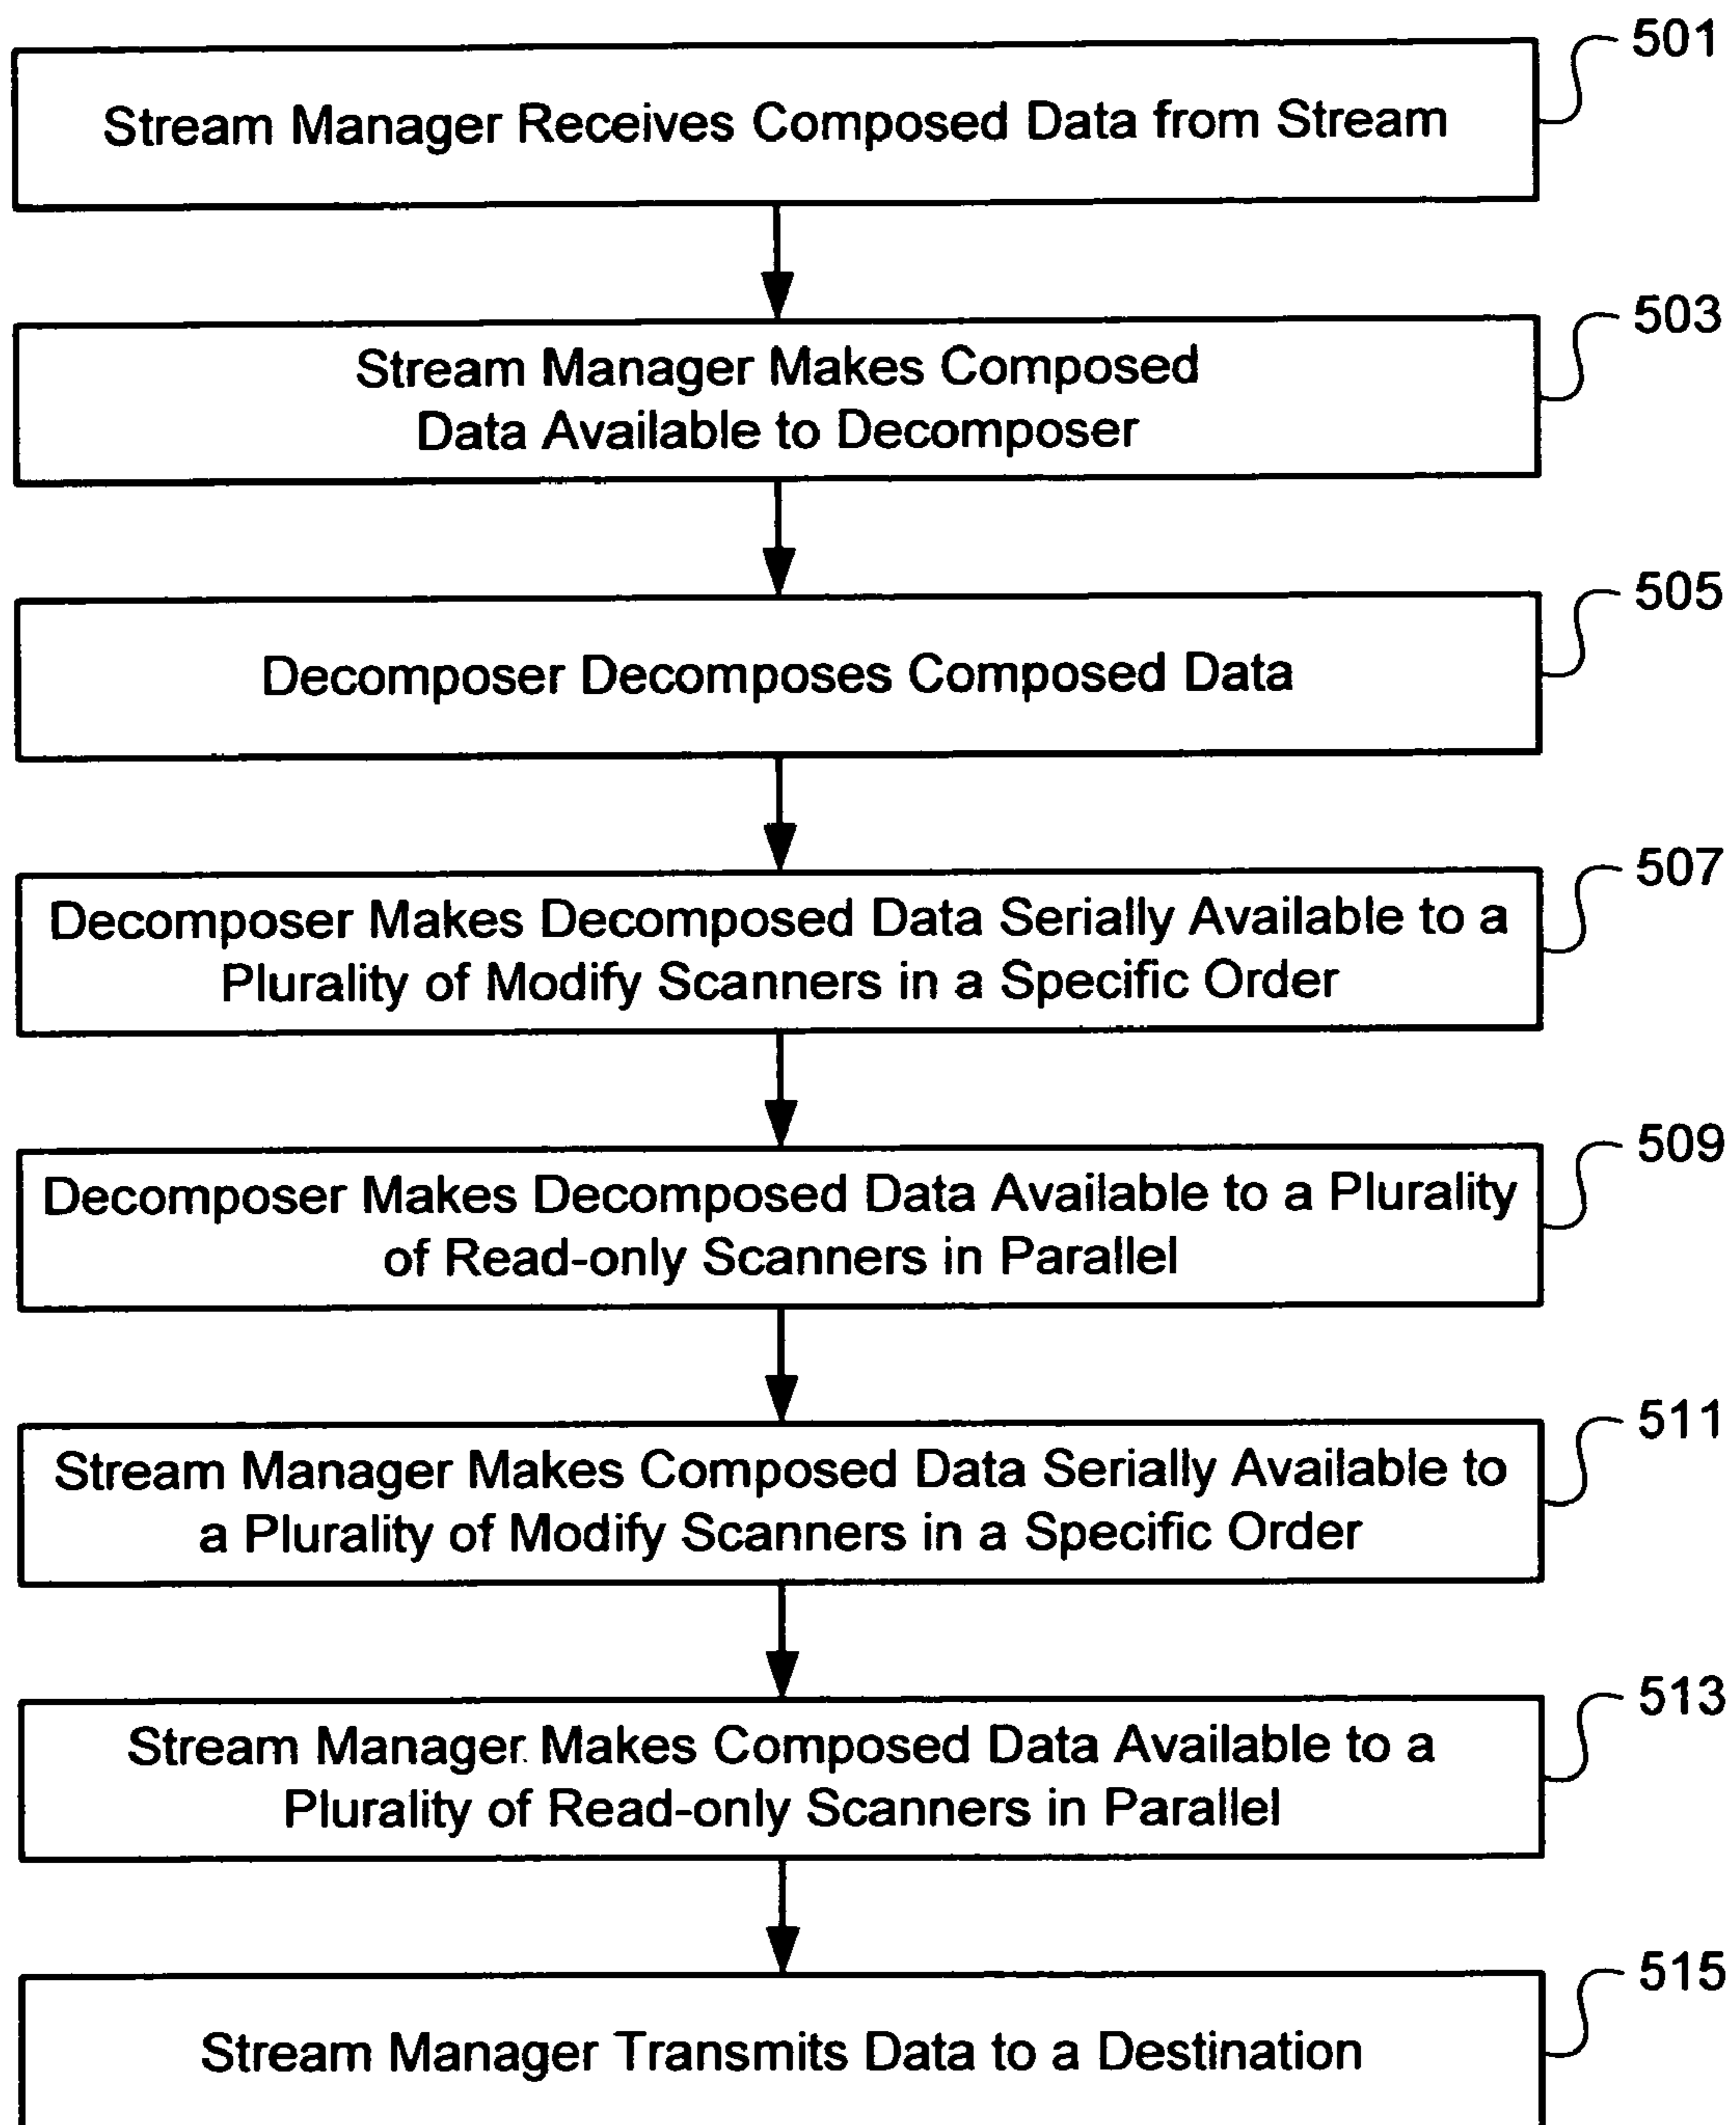 501
Stream Manager Receives Composed Data from Stream
503
Stream Manager Makes Composed
Data Available to Decomposer
505
Decomposer Decomposes Composed Data
507
Decomposer Makes Decomposed Data Serially Available to a
Plurality of Modify Scanners in a Specific Order
509
Decomposer Makes Decomposed Data Available to a Plurality
of Read-only Scanners in Parallel
511
Stream Manager Makes Composed Data Serially Available to
a Plurality of Modify Scanners in a Specific Order
513
Stream Manager Makes Composed Data Available to a
Plurality of Read-only Scanners in Parallel
515
Stream Manager Transmits Data to a Destination